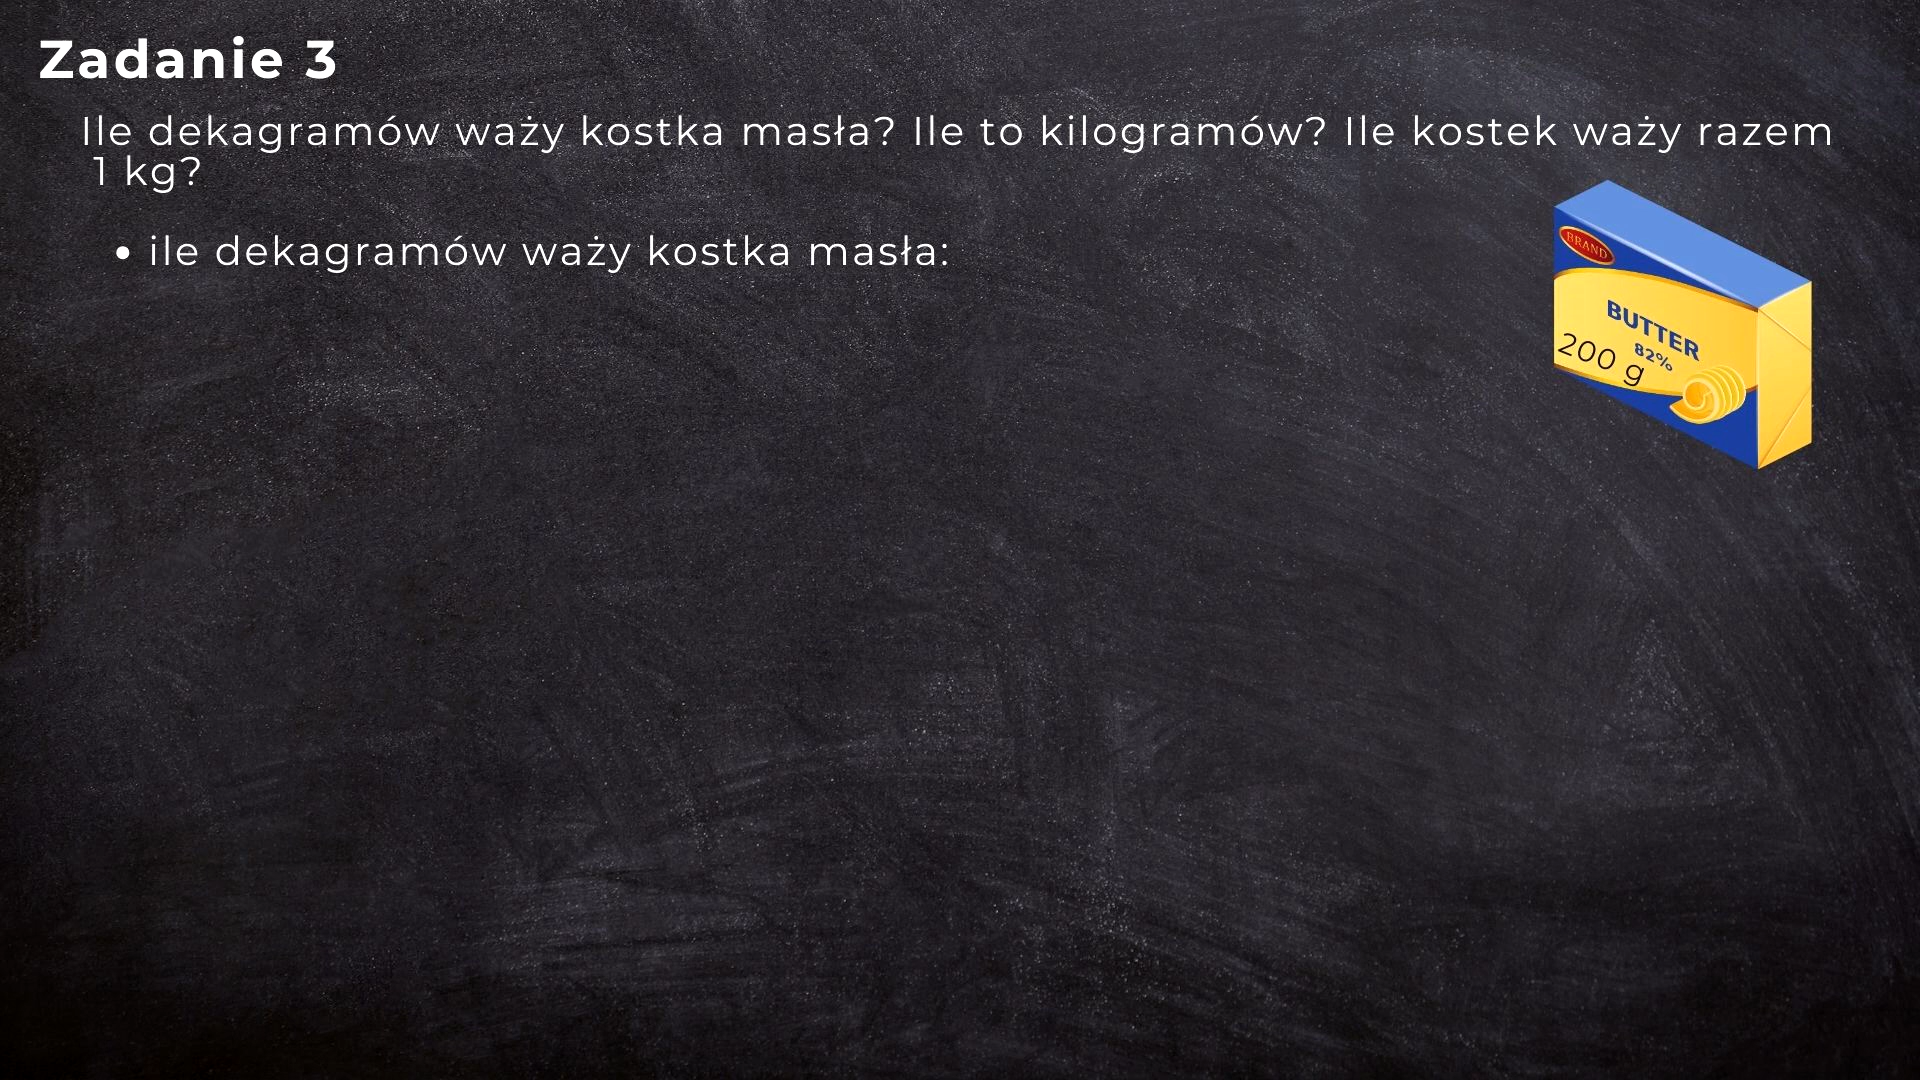 Zadanie 3
Ile dekagramów waży kostka masła? Ile to kilogramów? Ile kostek waży razem
1 kg?
• ile dekagramów waży kostka masła:
BRAND
BUTTER
82%
200 g